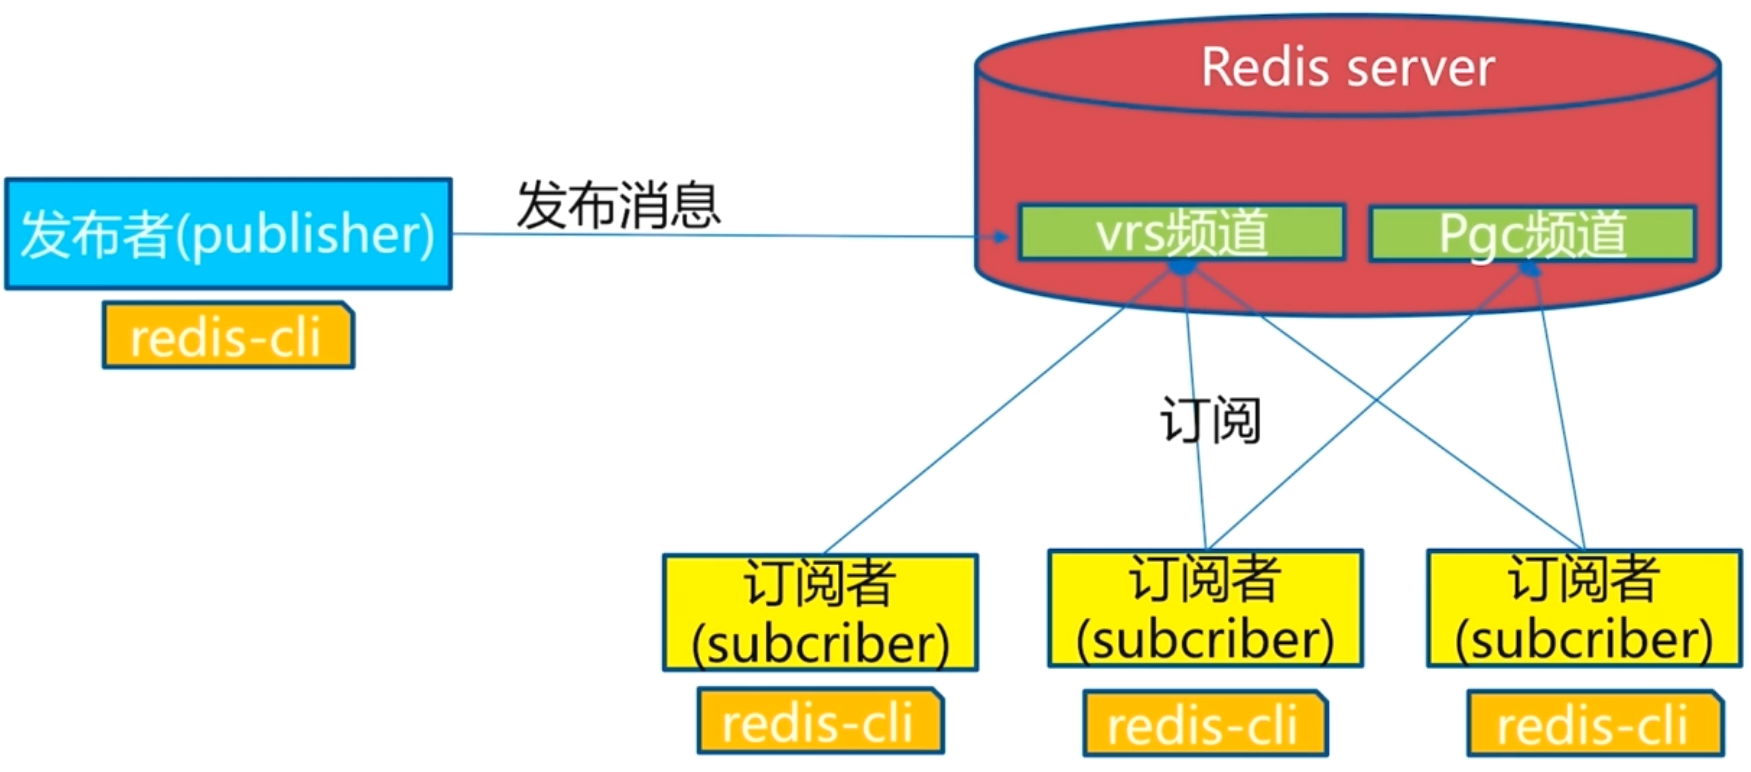 Redis server
发布消息
发布者(publisher)
vrs频道
Pgc频道
redis-cli
订阅
订阅者
(subcriber)
订阅者
(subcriber)
订阅者
(subcriber)
redis-cli
redis-cli
redis-cli